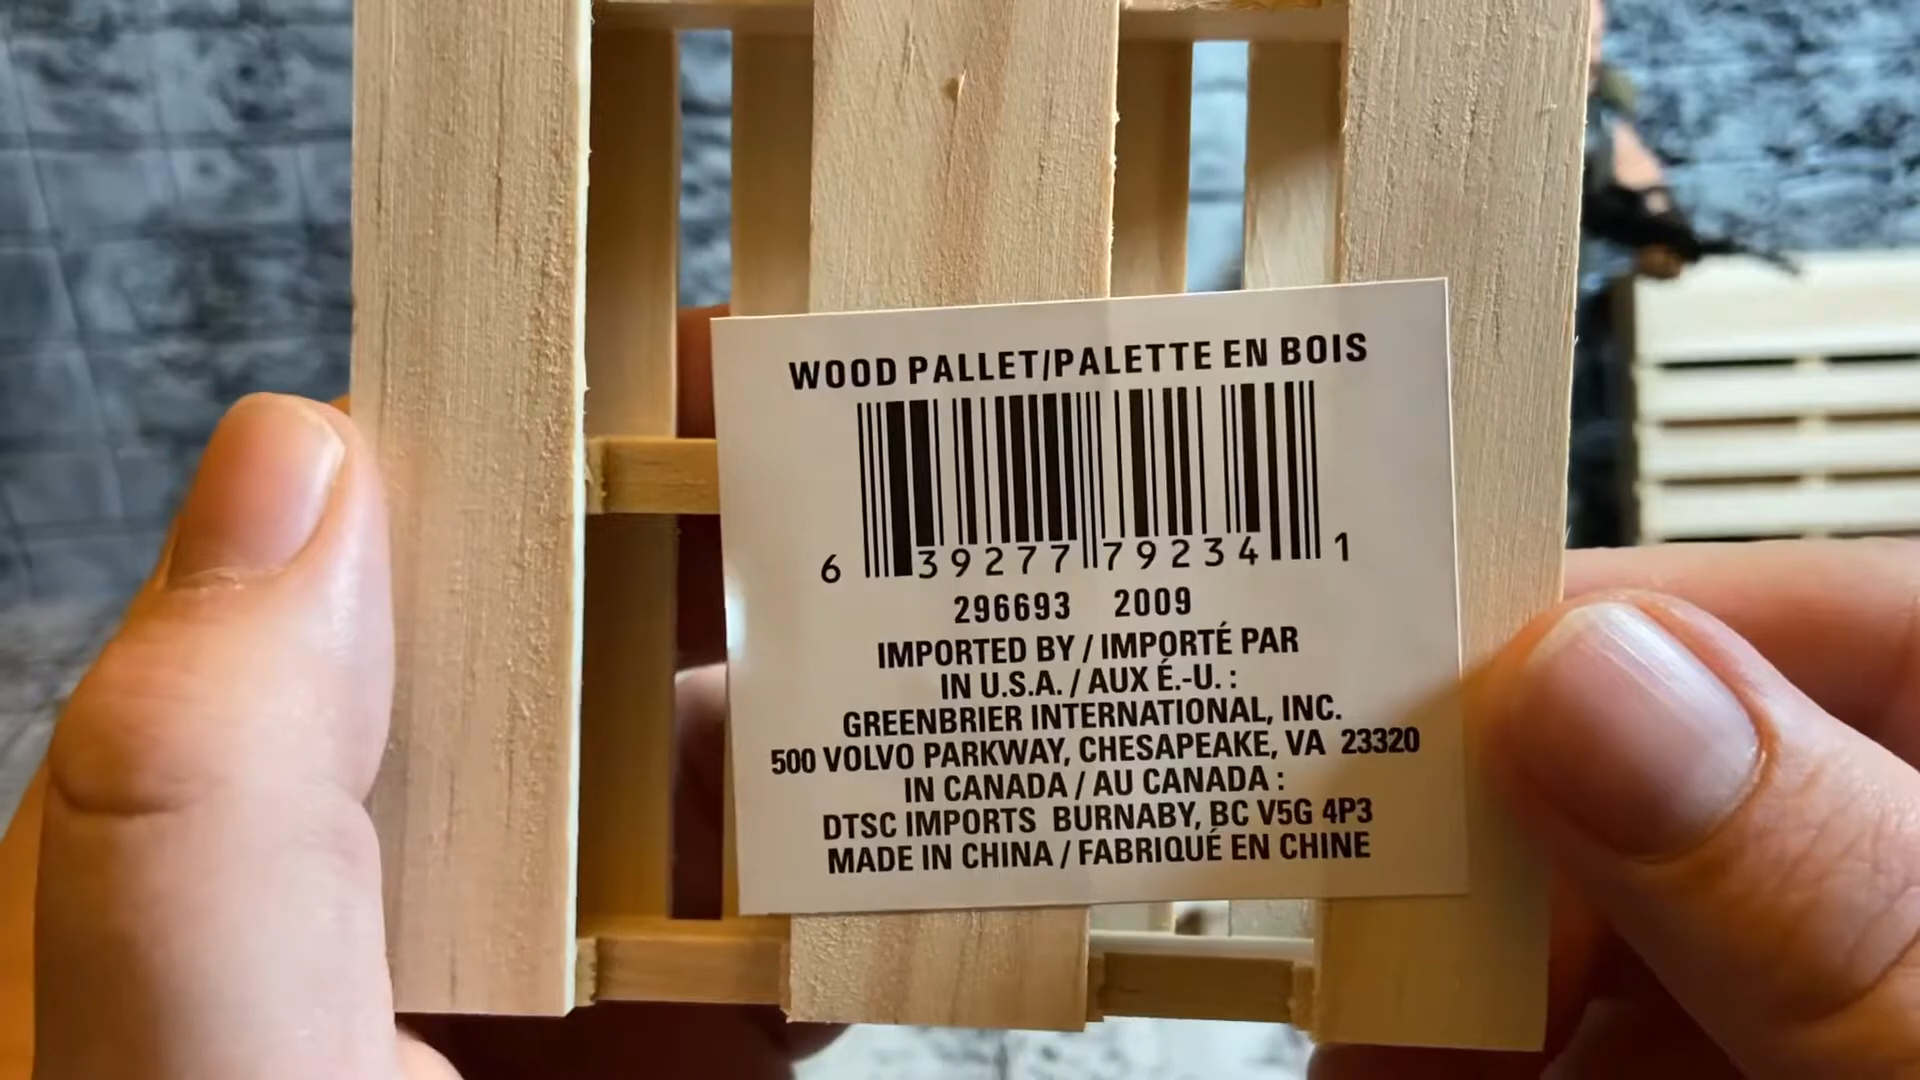 WOOD PALLET/PALETTE EN BOIS
6 39277 79234 1
296693 2009
IMPORTED BY / IMPORTÉ PAR
IN U.S.A. / AUX É.-U. :
GREENBRIER INTERNATIONAL, INC.
500 VOLVO PARKWAY, CHESAPEAKE, VA 23320
IN CANADA / AU CANADA :
DTSC IMPORTS BURNABY, BC V5G 4P3
MADE IN CHINA / FABRIQUÉ EN CHINE